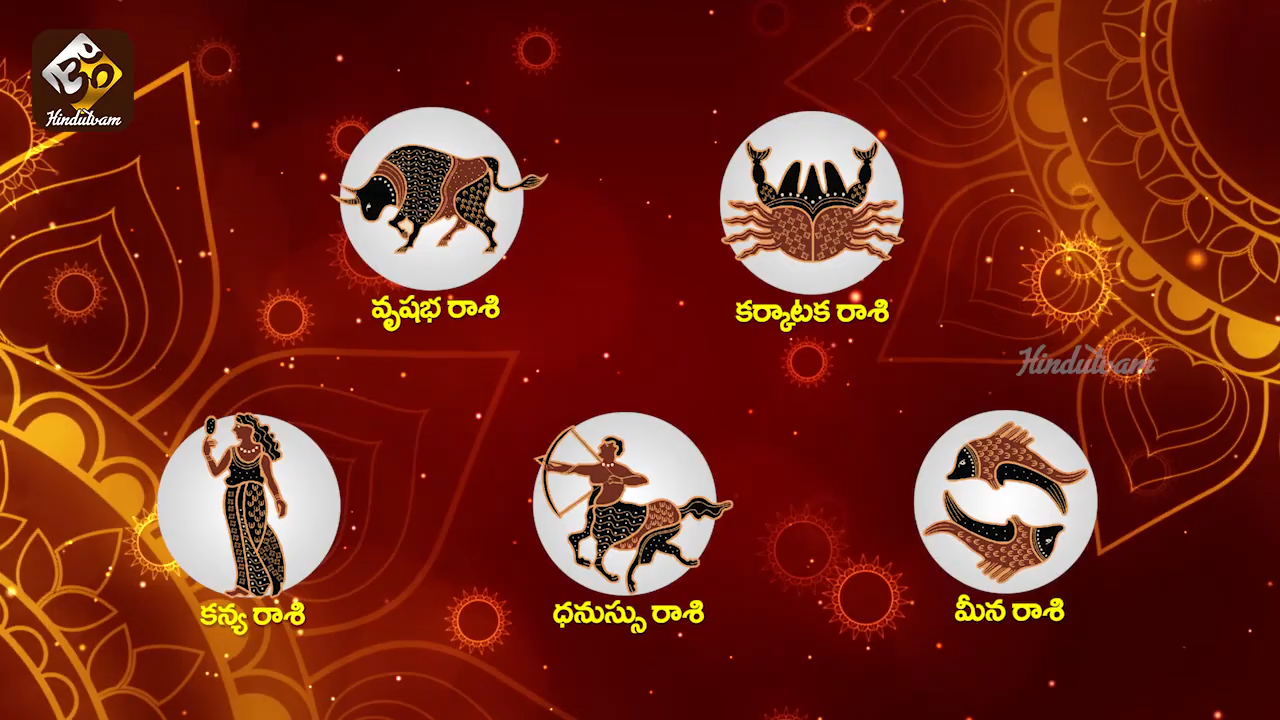 Hindutvam
వృషభ రాశి
కర్కాటక రాశి
Hindutvam
కన్య రాశి
ధనుస్సు రాశి
మీన రాశి